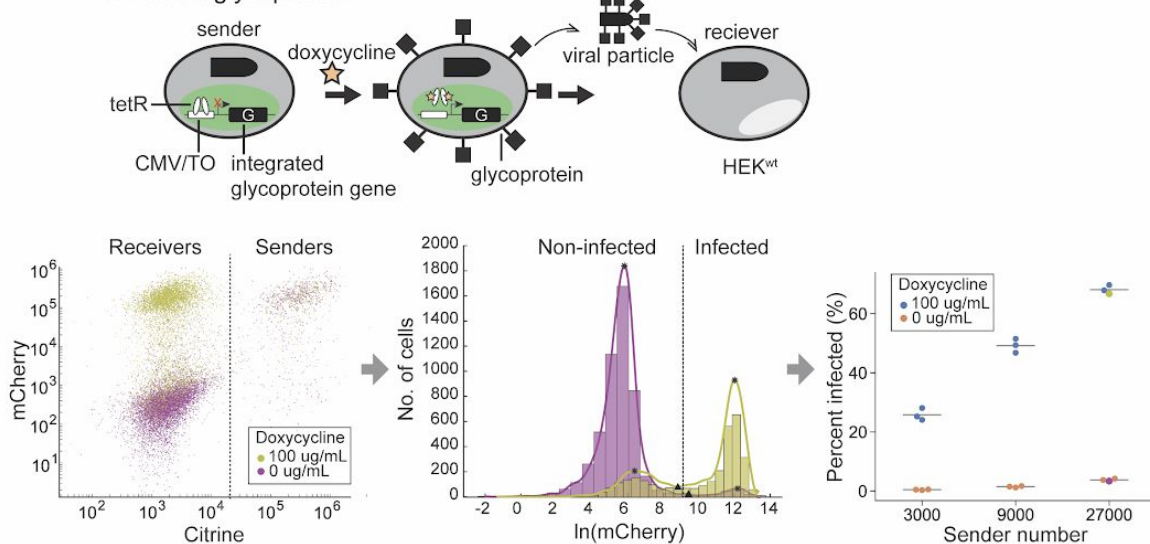 sender
doxycycline
viral particle
reciever
tetR
G
G
CMV/TO
integrated
glycoprotein gene
glycoprotein
HEKwt
Receivers
Senders
mCherry
10^6
10^5
10^4
10^3
10^2
10^1
Doxycycline
100 ug/mL
0 ug/mL
10^2 10^3 10^4 10^5 10^6
Citrine
Non-infected
Infected
No. of cells
2000
1800
1600
1400
1200
1000
800
600
400
200
0
-2 0 2 4 6 8 10 12 14
ln(mCherry)
Percent infected (%)
60
40
20
0
Doxycycline
100 ug/mL
0 ug/mL
3000 9000 27000
Sender number